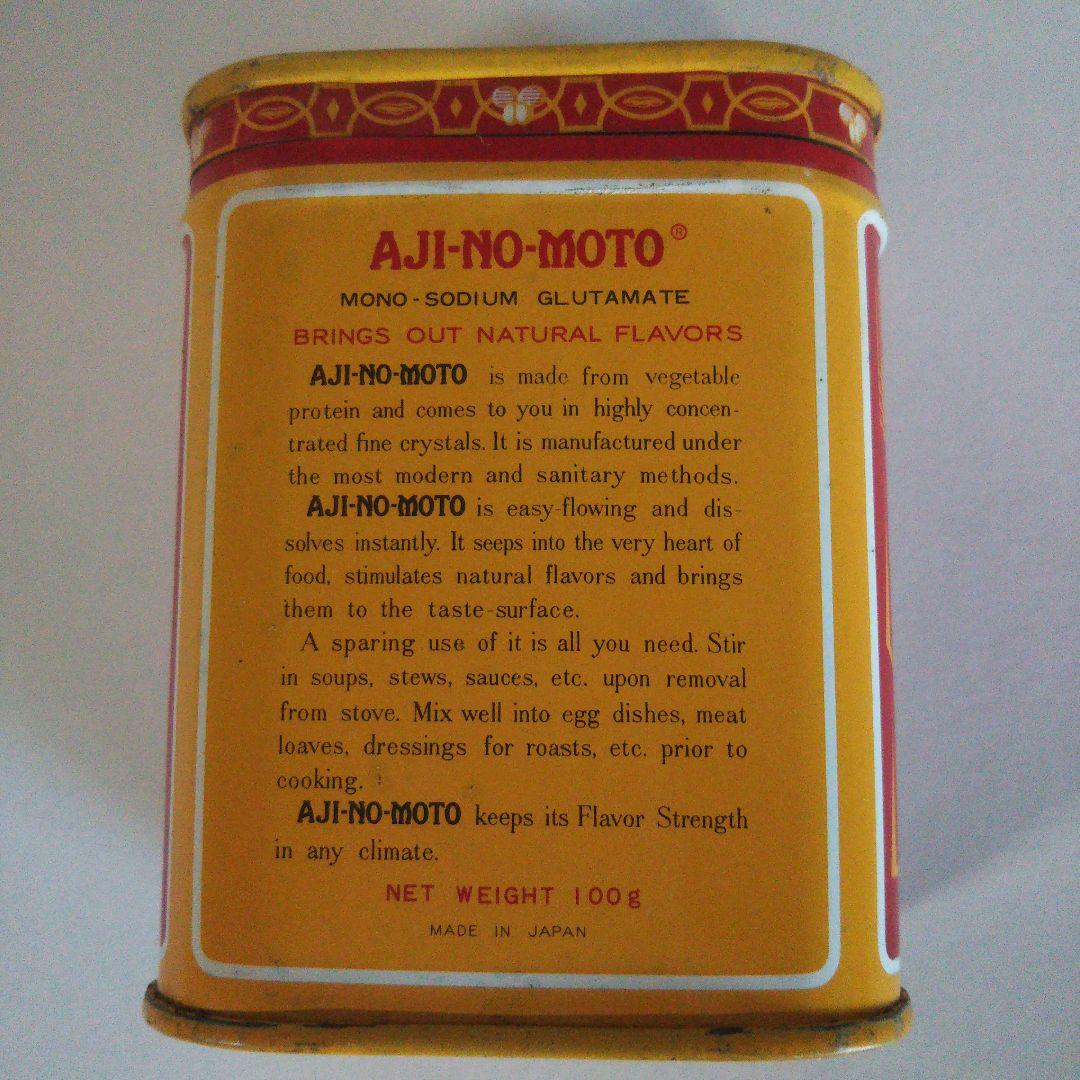 AJI-NO-MOTO®
MONO-SODIUM GLUTAMATE
BRINGS OUT NATURAL FLAVORS
AJI-NO-MOTO is made from vegetable
protein and comes to you in highly concen-
trated fine crystals. It is manufactured under
the most modern and sanitary methods.
AJI-NO-MOTO is easy-flowing and dis-
solves instantly. It seeps into the very heart of
food, stimulates natural flavors and brings
them to the taste-surface.
A sparing use of it is all you need. Stir
in soups, stews, sauces, etc. upon removal
from stove. Mix well into egg dishes, meat
loaves, dressings for roasts, etc. prior to
cooking.
AJI-NO-MOTO keeps its Flavor Strength
in any climate.
NET WEIGHT 100g
MADE IN JAPAN